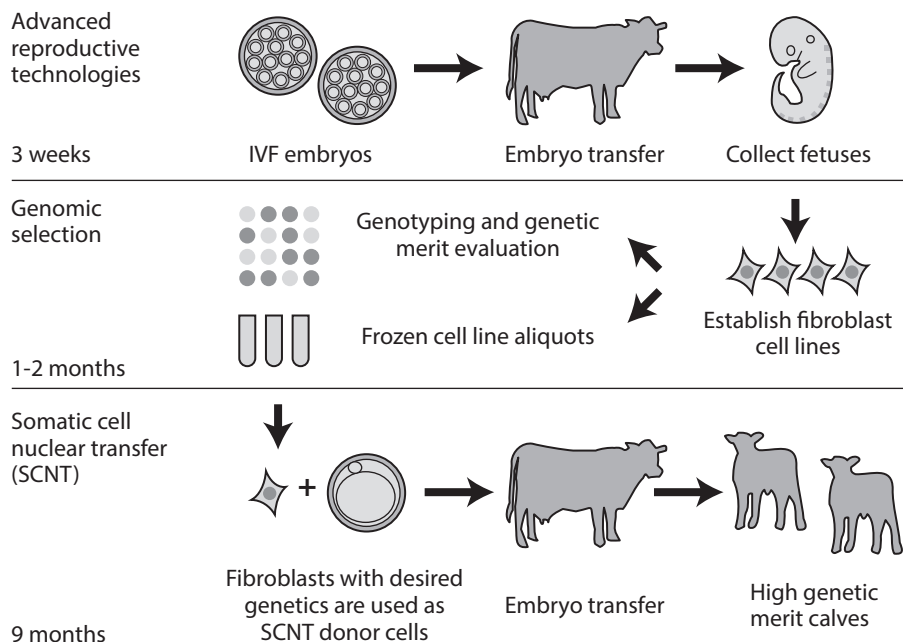 Advanced
reproductive
technologies
3 weeks
IVF embryos
Embryo transfer
Collect fetuses
Genomic
selection
Genotyping and genetic
merit evaluation
Frozen cell line aliquots
Establish fibroblast
cell lines
1-2 months
Somatic cell
nuclear transfer
(SCNT)
+
Fibroblasts with desired
genetics are used as
SCNT donor cells
Embryo transfer
High genetic
merit calves
9 months